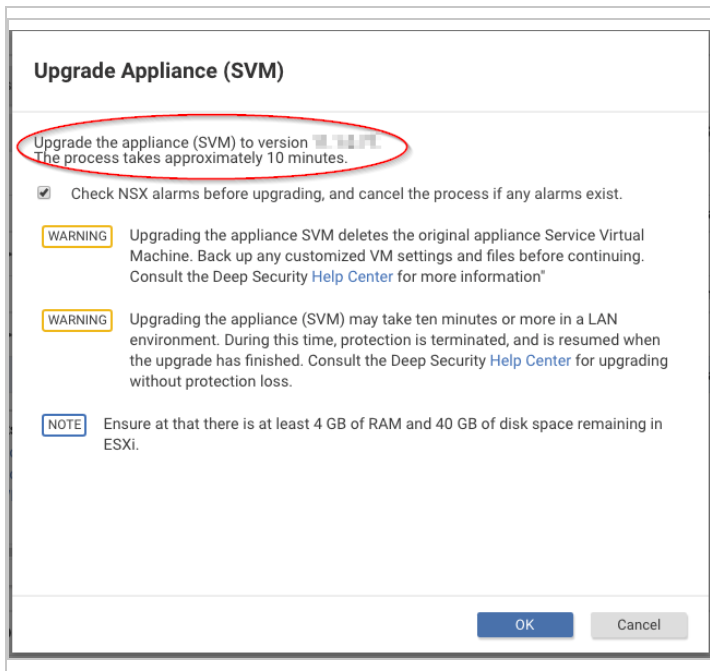 Upgrade Appliance (SVM)
Upgrade the appliance (SVM) to version
The process takes approximately 10 minutes.
Check NSX alarms before upgrading, and cancel the process if any alarms exist.
WARNING Upgrading the appliance SVM deletes the original appliance Service Virtual
Machine. Back up any customized VM settings and files before continuing.
Consult the Deep Security Help Center for more information"
WARNING Upgrading the appliance (SVM) may take ten minutes or more in a LAN
environment. During this time, protection is terminated, and is resumed when
the upgrade has finished. Consult the Deep Security Help Center for upgrading
without protection loss.
NOTE Ensure at that there is at least 4 GB of RAM and 40 GB of disk space remaining in
ESXi.
OK Cancel